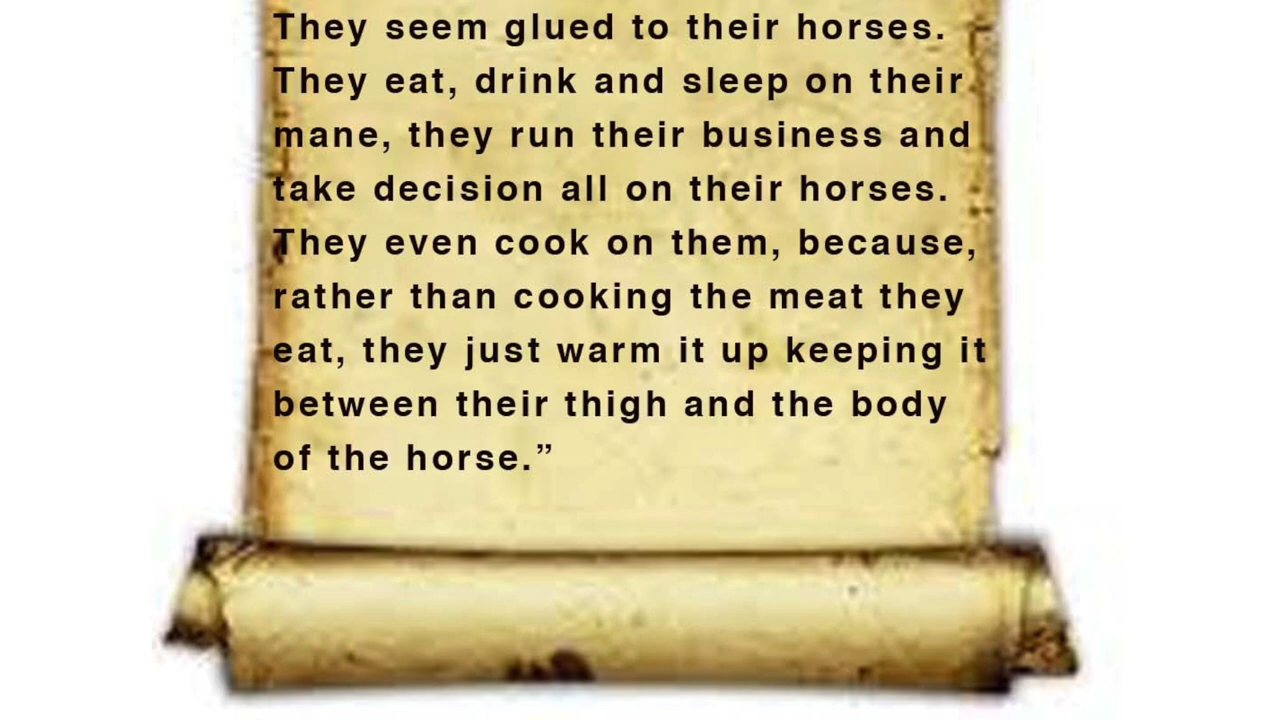 They seem glued to their horses.
They eat, drink and sleep on their
mane, they run their business and
take decision all on their horses.
They even cook on them, because,
rather than cooking the meat they
eat, they just warm it up keeping it
between their thigh and the body
of the horse.”